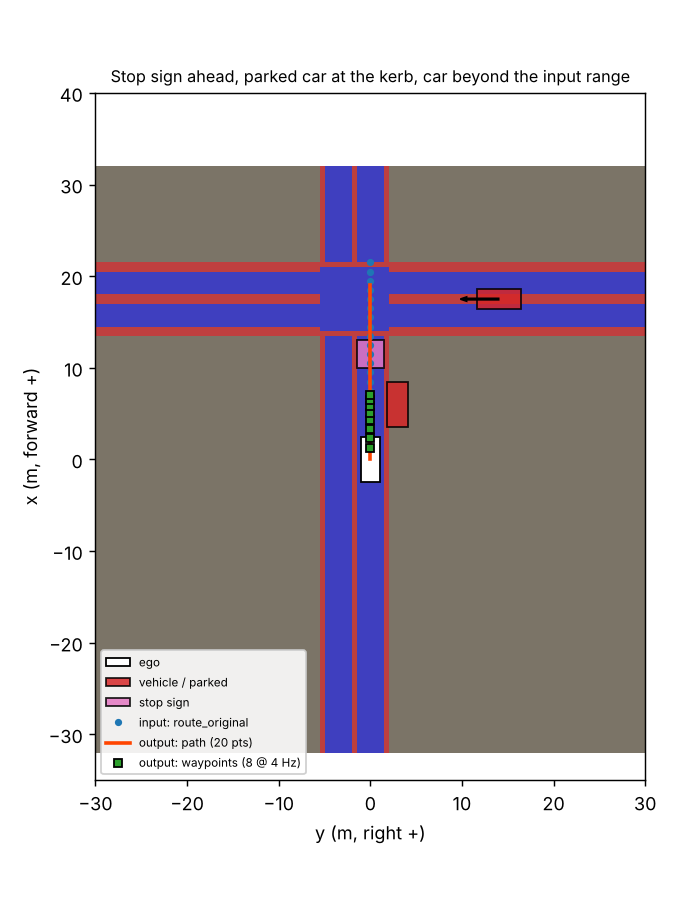 Stop sign ahead, parked car at the kerb, car beyond the input range
40
30
20
10
0
−10
−20
−30
x (m, forward +)
ego
vehicle / parked
stop sign
input: route_original
output: path (20 pts)
output: waypoints (8 @ 4 Hz)
−30 −20 −10 0 10 20 30
y (m, right +)